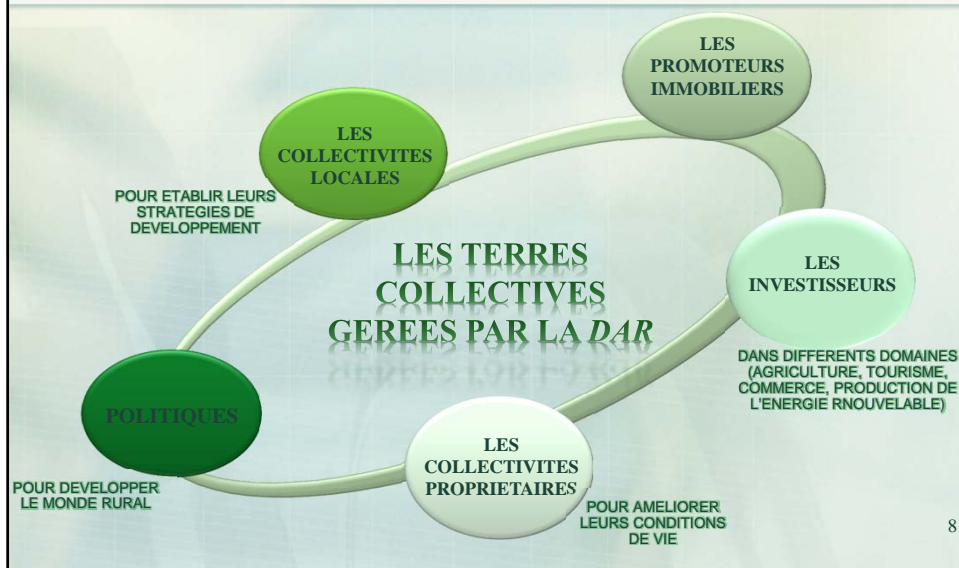 LES
PROMOTEURS
IMMOBILIERS
LES
COLLECTIVITES
LOCALES
POUR ETABLIR LEURS
STRATEGIES DE
DEVELOPPEMENT
LES TERRES
COLLECTIVES
GEREES PAR LA DAR
LES
INVESTISSEURS
DANS DIFFERENTS DOMAINES
(AGRICULTURE, TOURISME,
COMMERCE, PRODUCTION DE
L'ENERGIE RNOUVELABLE)
POLITIQUES
POUR DEVELOPPER
LE MONDE RURAL
LES
COLLECTIVITES
PROPRIETAIRES
POUR AMELIORER
LEURS CONDITIONS
DE VIE
8